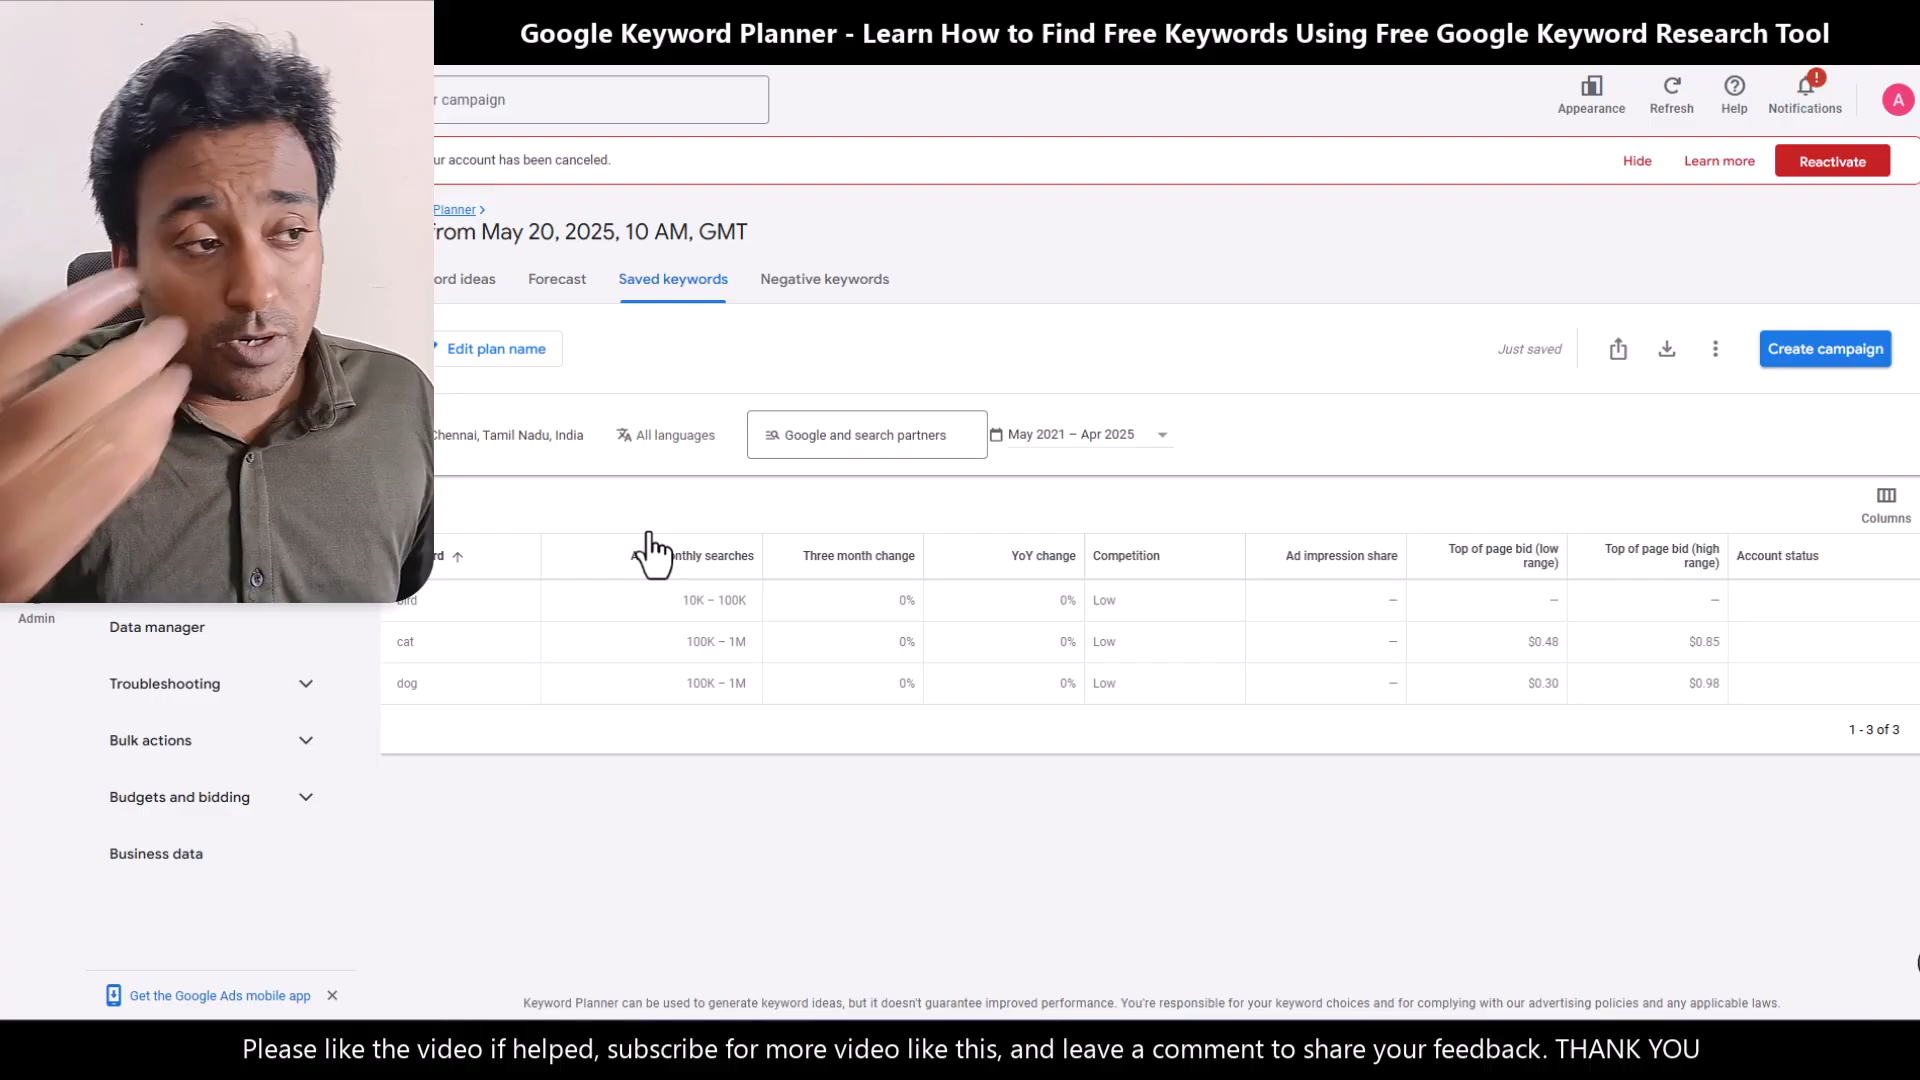 Google Keyword Planner - Learn How to Find Free Keywords Using Free Google Keyword Research Tool
r campaign
Appearance
Refresh
Help
Notifications
A
ur account has been canceled.
Hide
Learn more
Reactivate
Planner
from May 20, 2025, 10 AM, GMT
ord ideas
Forecast
Saved keywords
Negative keywords
Edit plan name
Just saved
Create campaign
Chennai, Tamil Nadu, India
All languages
Google and search partners
May 2021 – Apr 2025
Columns
rd
nthly searches
Three month change
YoY change
Competition
Ad impression share
Top of page bid (low range)
Top of page bid (high range)
Account status
bird 10K – 100K 0% 0% Low — — —
cat 100K – 1M 0% 0% Low — $0.48 $0.85
dog 100K – 1M 0% 0% Low — $0.30 $0.98
1 - 3 of 3
Admin
Data manager
Troubleshooting
Bulk actions
Budgets and bidding
Business data
Get the Google Ads mobile app
Keyword Planner can be used to generate keyword ideas, but it doesn't guarantee improved performance. You're responsible for your keyword choices and for complying with our advertising policies and any applicable laws.
Please like the video if helped, subscribe for more video like this, and leave a comment to share your feedback. THANK YOU